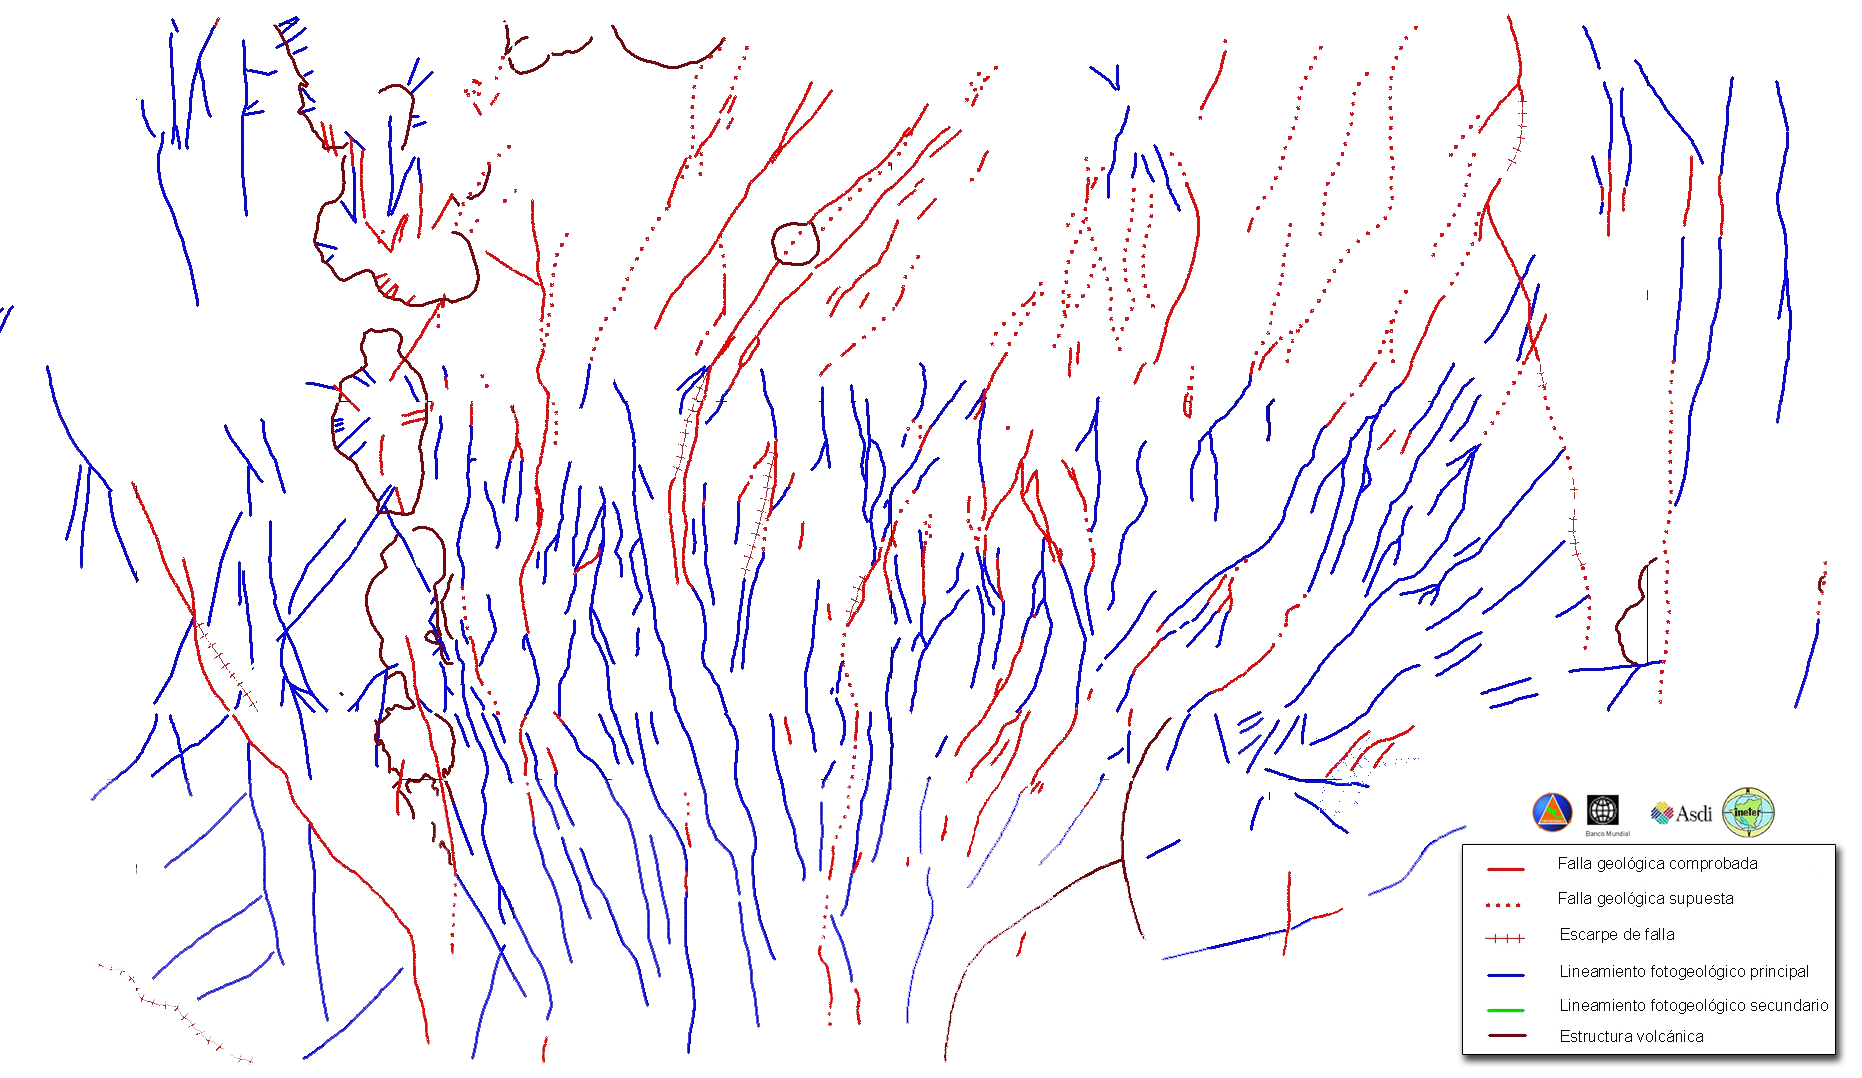 Asdi
ineter
Banco Mundial
Falla geológica comprobada
Falla geológica supuesta
Escarpe de falla
Lineamiento fotogeológico principal
Lineamiento fotogeológico secundario
Estructura volcánica